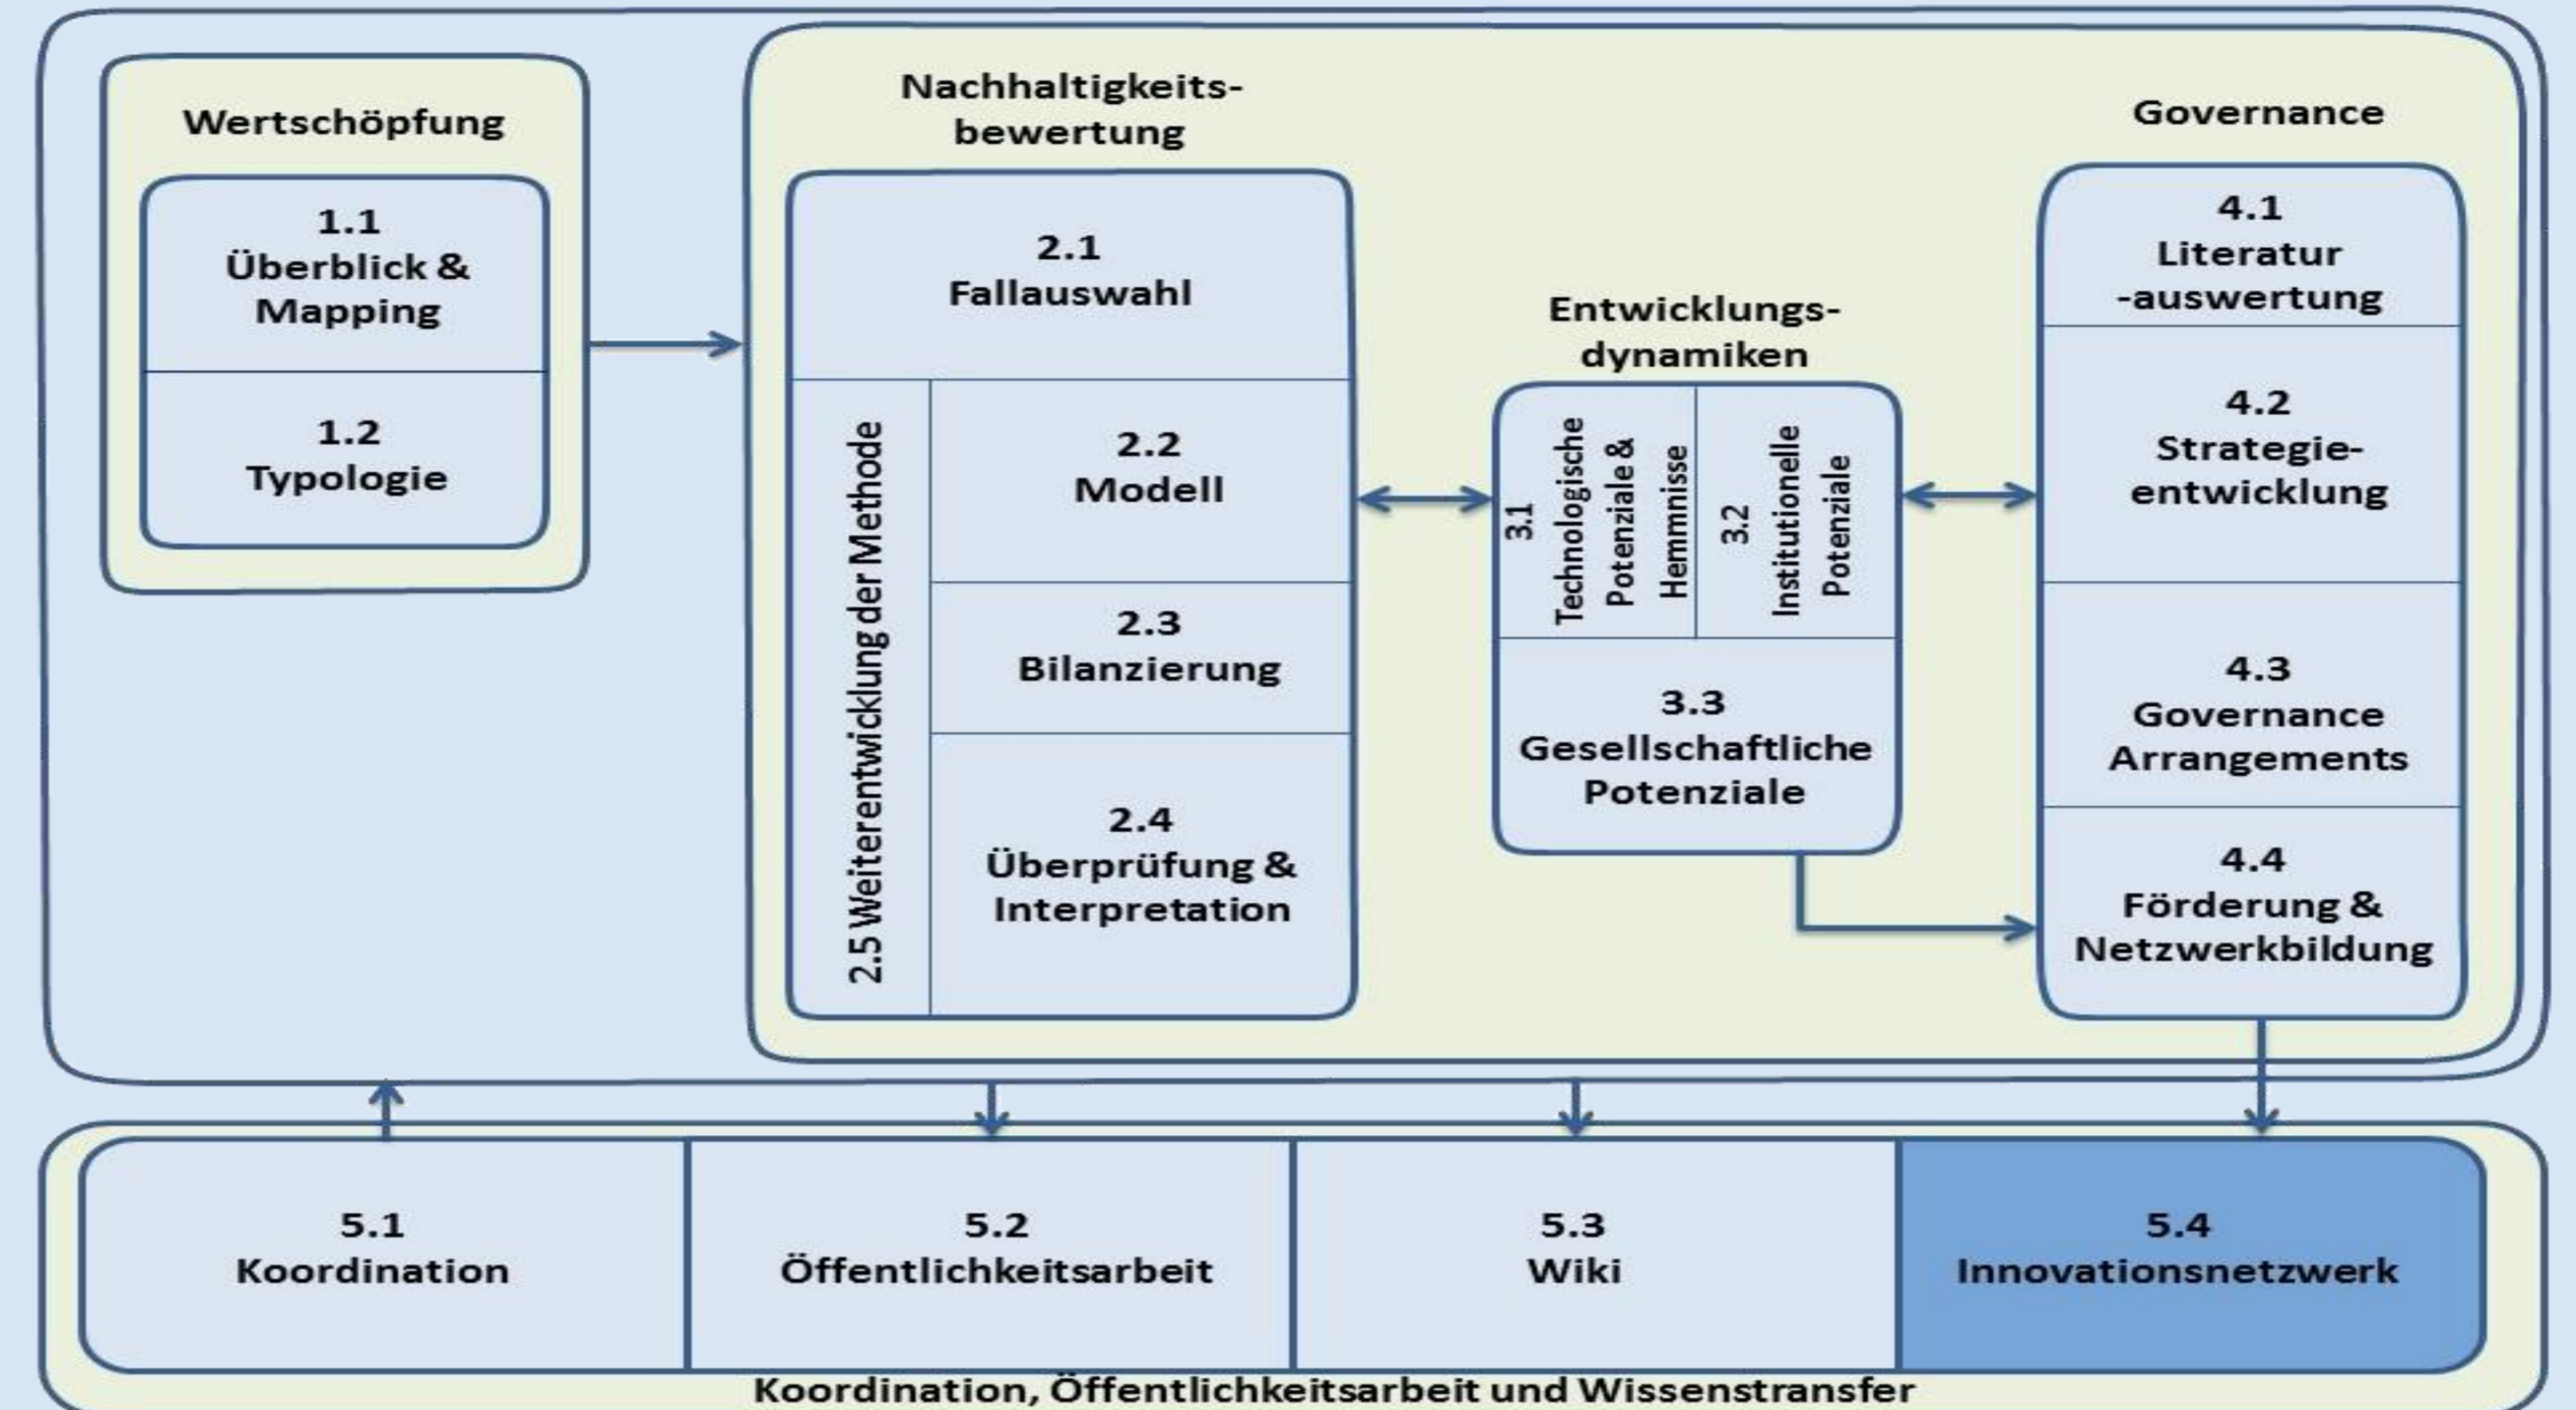 Wertschöpfung
1.1
Überblick &
Mapping
1.2
Typologie
Nachhaltigkeits-
bewertung
2.1
Fallauswahl
2.5 Weiterentwicklung der Methode
2.2
Modell
2.3
Bilanzierung
2.4
Überprüfung &
Interpretation
Entwicklungs-
dynamiken
3.1
Technologische
Potenziale &
Hemmnisse
3.2
Institutionelle
Potenziale
3.3
Gesellschaftliche
Potenziale
Governance
4.1
Literatur
-auswertung
4.2
Strategie-
entwicklung
4.3
Governance
Arrangements
4.4
Förderung &
Netzwerkbildung
5.1
Koordination
5.2
Öffentlichkeitsarbeit
5.3
Wiki
5.4
Innovationsnetzwerk
Koordination, Öffentlichkeitsarbeit und Wissenstransfer